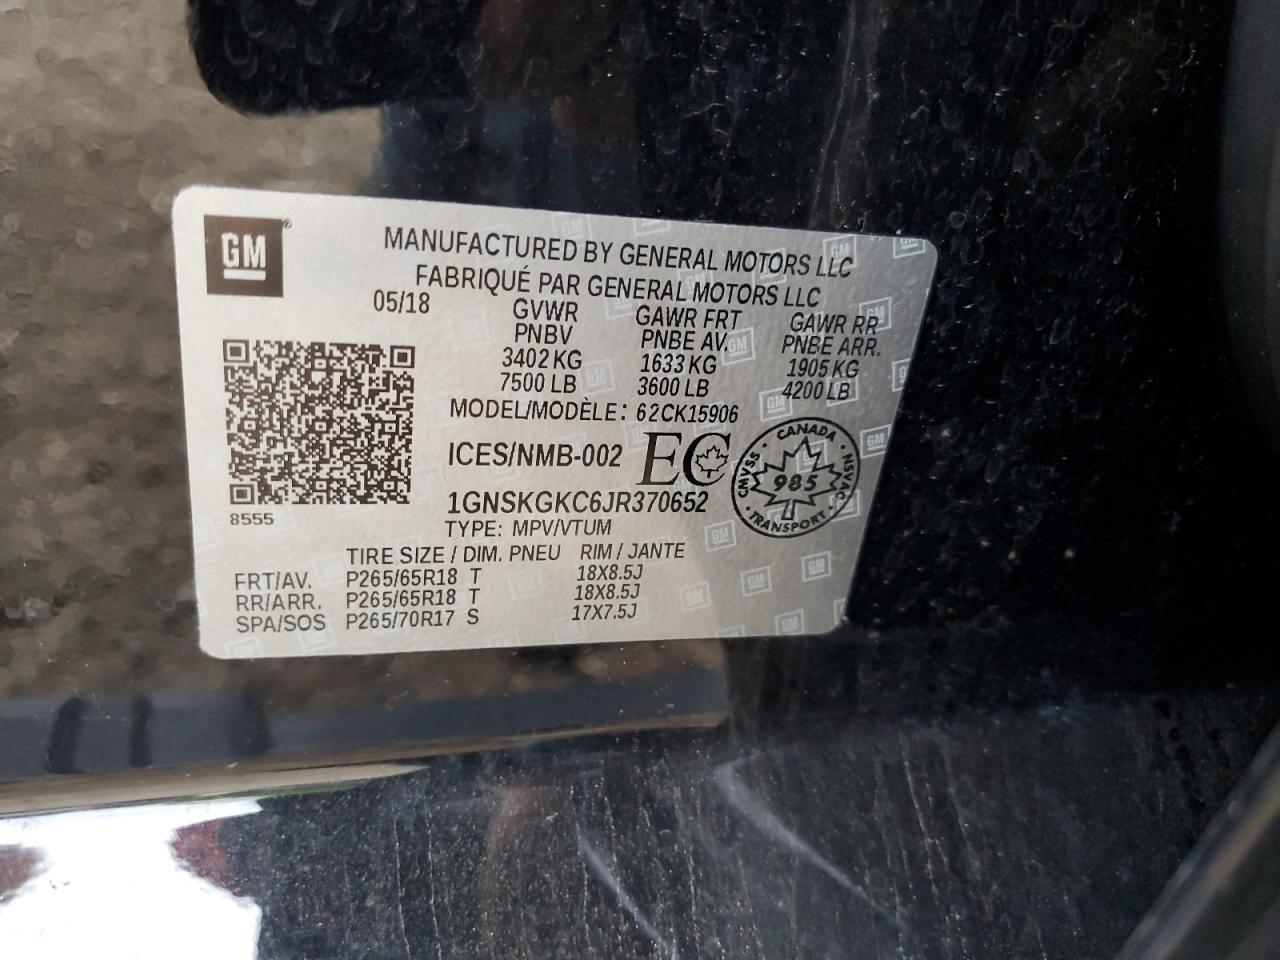 GM ®
MANUFACTURED BY GENERAL MOTORS LLC
FABRIQUÉ PAR GENERAL MOTORS LLC
05/18 GVWR GAWR FRT GAWR RR
PNBV PNBE AV. PNBE ARR.
3402 KG 1633 KG 1905 KG
7500 LB 3600 LB 4200 LB
MODEL/MODÈLE: 62CK15906
ICES/NMB-002 EC
CANADA
CMVSS 985 NSVAC
TRANSPORT
1GNSKGKC6JR370652
8555
TYPE: MPV/VTUM
TIRE SIZE / DIM. PNEU RIM / JANTE
FRT/AV. P265/65R18 T 18X8.5J
RR/ARR. P265/65R18 T 18X8.5J
SPA/SOS P265/70R17 S 17X7.5J